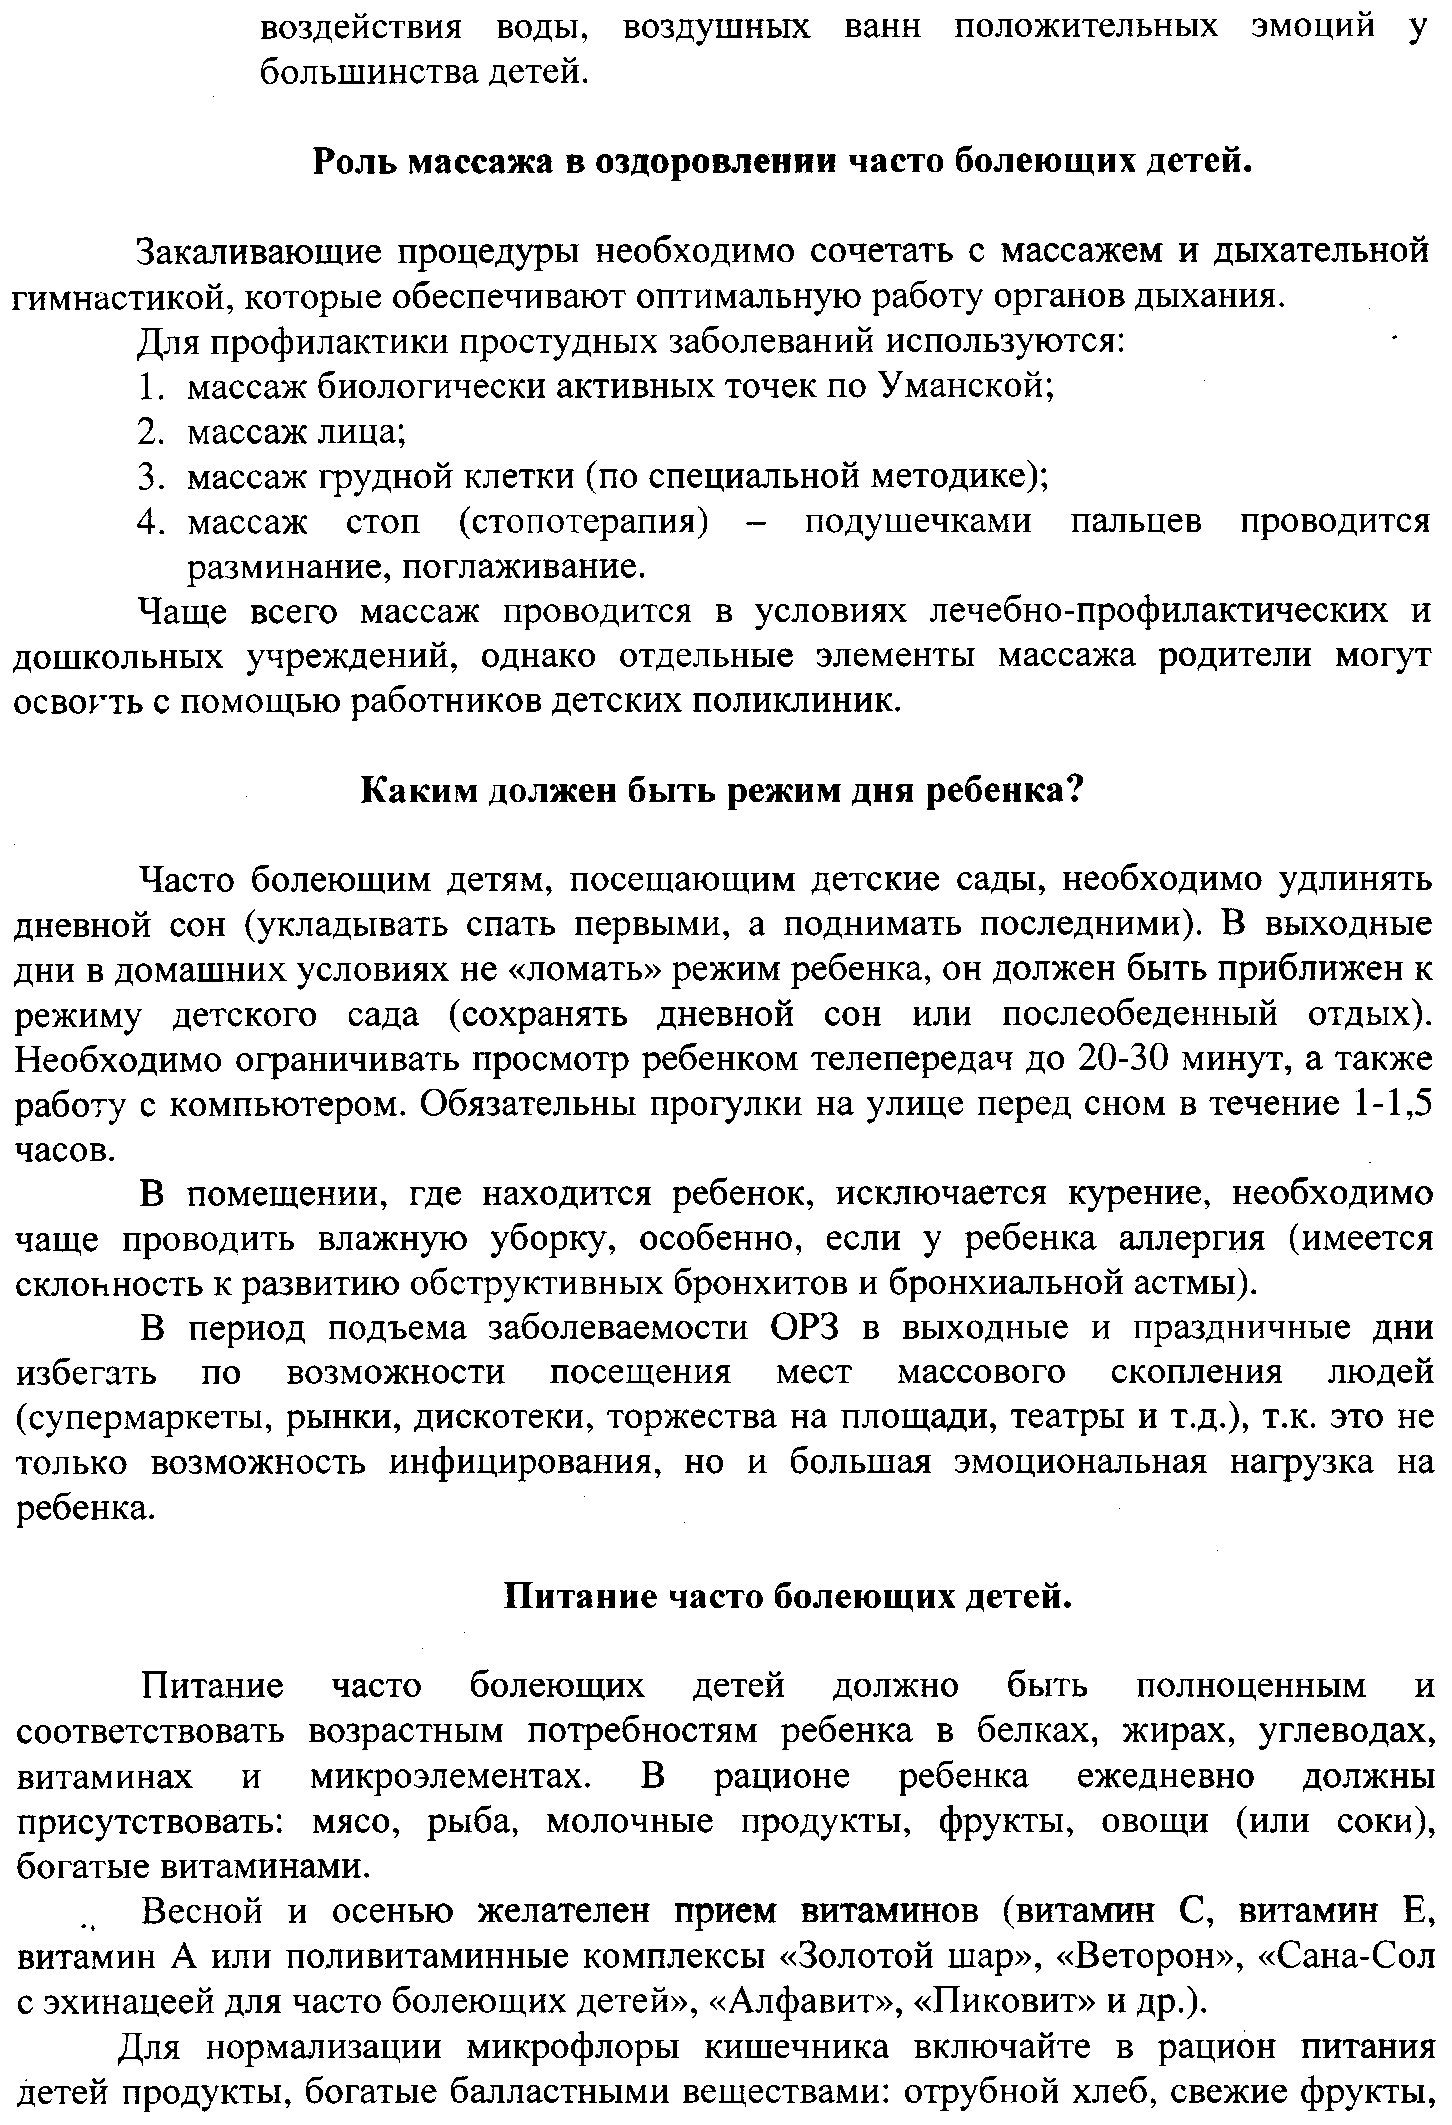 воздействия воды, воздушных ванн положительных эмоций у
большинства детей.
Роль массажа в оздоровлении часто болеющих детей.
Закаливающие процедуры необходимо сочетать с массажем и дыхательной
гимнастикой, которые обеспечивают оптимальную работу органов дыхания.
Для профилактики простудных заболеваний используются:
1. массаж биологически активных точек по Уманской;
2. массаж лица;
3. массаж грудной клетки (по специальной методике);
4. массаж стоп (стопотерапия) – подушечками пальцев проводится
разминание, поглаживание.
Чаще всего массаж проводится в условиях лечебно-профилактических и
дошкольных учреждений, однако отдельные элементы массажа родители могут
освоить с помощью работников детских поликлиник.
Каким должен быть режим дня ребенка?
Часто болеющим детям, посещающим детские сады, необходимо удлинять
дневной сон (укладывать спать первыми, а поднимать последними). В выходные
дни в домашних условиях не «ломать» режим ребенка, он должен быть приближен к
режиму детского сада (сохранять дневной сон или послеобеденный отдых).
Необходимо ограничивать просмотр ребенком телепередач до 20-30 минут, а также
работу с компьютером. Обязательны прогулки на улице перед сном в течение 1-1,5
часов.
В помещении, где находится ребенок, исключается курение, необходимо
чаще проводить влажную уборку, особенно, если у ребенка аллергия (имеется
склонность к развитию обструктивных бронхитов и бронхиальной астмы).
В период подъема заболеваемости ОРЗ в выходные и праздничные дни
избегать по возможности посещения мест массового скопления людей
(супермаркеты, рынки, дискотеки, торжества на площади, театры и т.д.), т.к. это не
только возможность инфицирования, но и большая эмоциональная нагрузка на
ребенка.
Питание часто болеющих детей.
Питание часто болеющих детей должно быть полноценным и
соответствовать возрастным потребностям ребенка в белках, жирах, углеводах,
витаминах и микроэлементах. В рационе ребенка ежедневно должны
присутствовать: мясо, рыба, молочные продукты, фрукты, овощи (или соки),
богатые витаминами.
Весной и осенью желателен прием витаминов (витамин С, витамин Е,
витамин А или поливитаминные комплексы «Золотой шар», «Веторон», «Сана-Сол
с эхинацеей для часто болеющих детей», «Алфавит», «Пиковит» и др.).
Для нормализации микрофлоры кишечника включайте в рацион питания
детей продукты, богатые балластными веществами: отрубной хлеб, свежие фрукты,